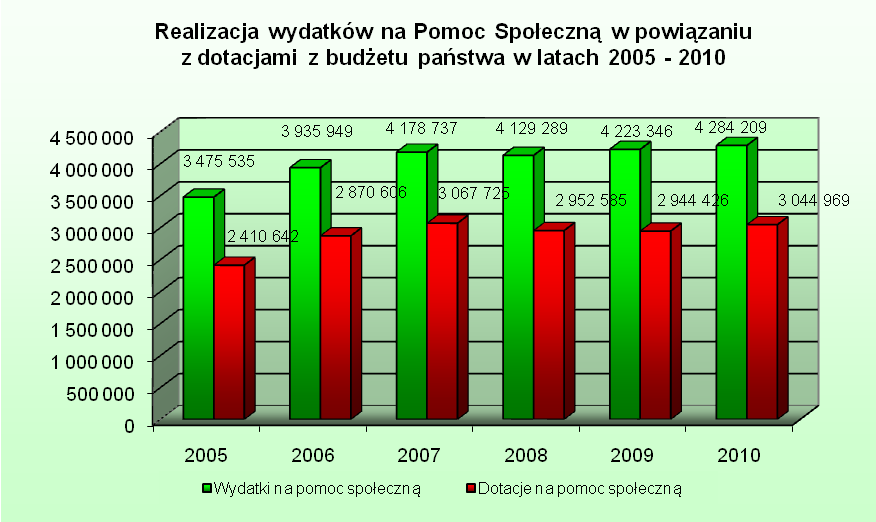 Realizacja wydatków na Pomoc Społeczną w powiązaniu
z dotacjami z budżetu państwa w latach 2005 - 2010
4 500 000
4 000 000
3 500 000
3 000 000
2 500 000
2 000 000
1 500 000
1 000 000
500 000
0
3 475 535
3 935 949
4 178 737
4 129 289
4 223 346
4 284 209
2 410 642
2 870 606
3 067 725
2 952 585
2 944 426
3 044 969
2005
2006
2007
2008
2009
2010
Wydatki na pomoc społeczną
Dotacje na pomoc społeczną